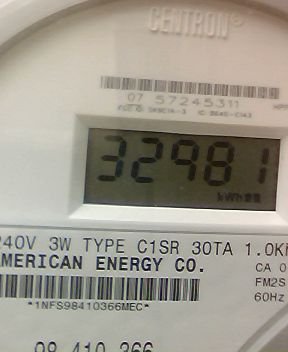 CENTRON®
07 57245311
32981
kWh
240V 3W TYPE C1SR 30TA 1.0K
AMERICAN ENERGY CO.
CA 0
FM2S
60Hz
*1NFS98410366MEC*
98 410 366